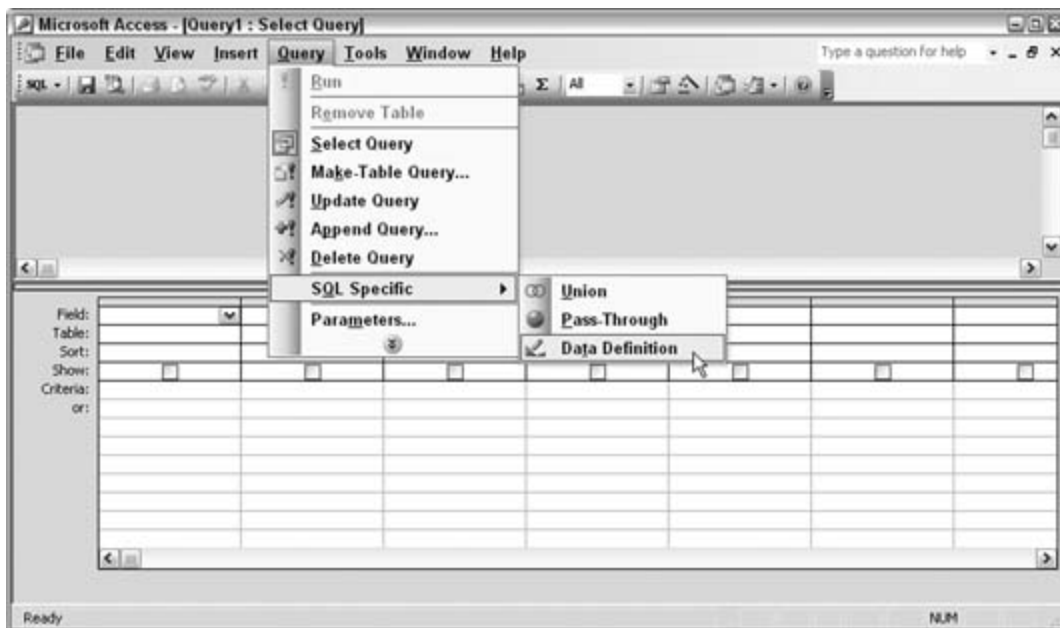 Microsoft Access - [Query1 : Select Query]
File Edit View Insert Query Tools Window Help
Type a question for help
SQL
Σ All
Run
Remove Table
Select Query
Make-Table Query...
Update Query
Append Query...
Delete Query
SQL Specific
Union
Parameters...
Pass-Through
Data Definition
Field:
Table:
Sort:
Show:
Criteria:
or:
Ready
NUM